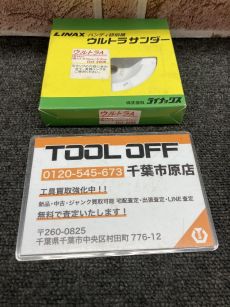 LINAX
ハンディ研削機
ウルトラサンダー
ウルトラA
株式会社ライナックス
TOOL OFF
0120-545-673 千葉市原店
工具買取強化中!!
新品・中古・ジャンク買取可能 宅配査定・出張査定・LINE査定
無料で査定いたします!
〒260-0825
千葉県千葉市中央区村田町 776-12